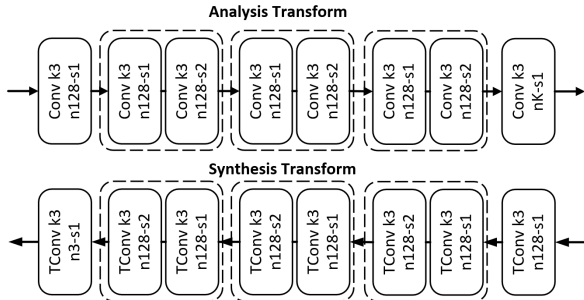 Analysis Transform
Conv k3
n128-s1
Conv k3
n128-s1
Conv k3
n128-s2
Conv k3
n128-s1
Conv k3
n128-s2
Conv k3
n128-s1
Conv k3
n128-s2
Conv k3
nK-s1
Synthesis Transform
TConv k3
n3-s1
TConv k3
n128-s2
TConv k3
n128-s1
TConv k3
n128-s2
TConv k3
n128-s1
TConv k3
n128-s2
TConv k3
n128-s1
TConv k3
n128-s1